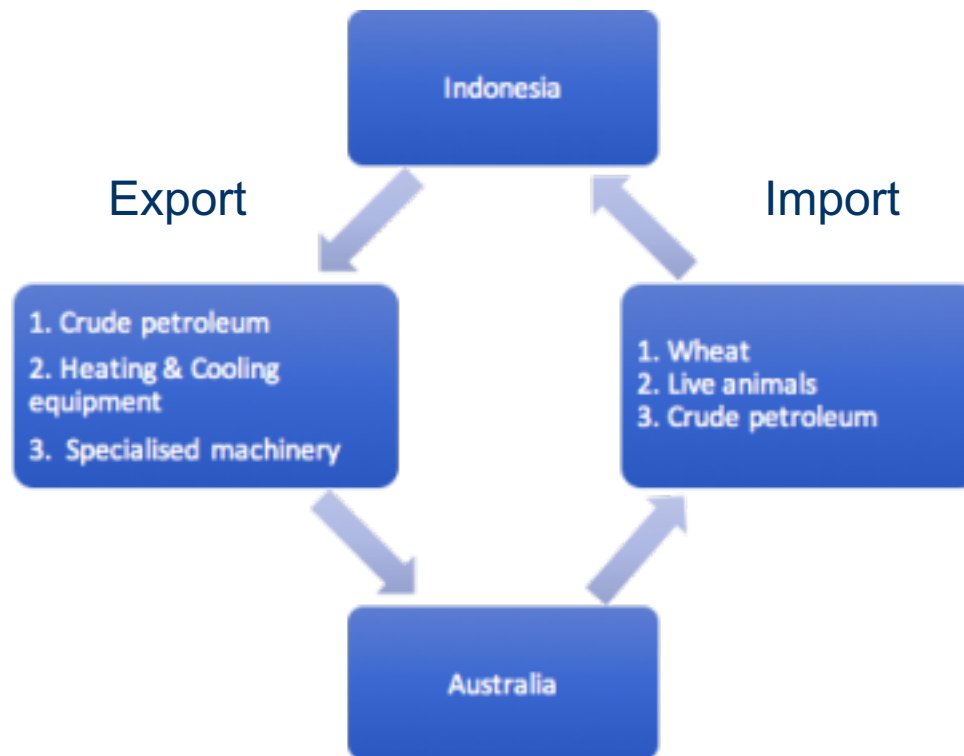 Indonesia
Export
Import
1. Crude petroleum
2. Heating & Cooling
equipment
3. Specialised machinery
1. Wheat
2. Live animals
3. Crude petroleum
Australia